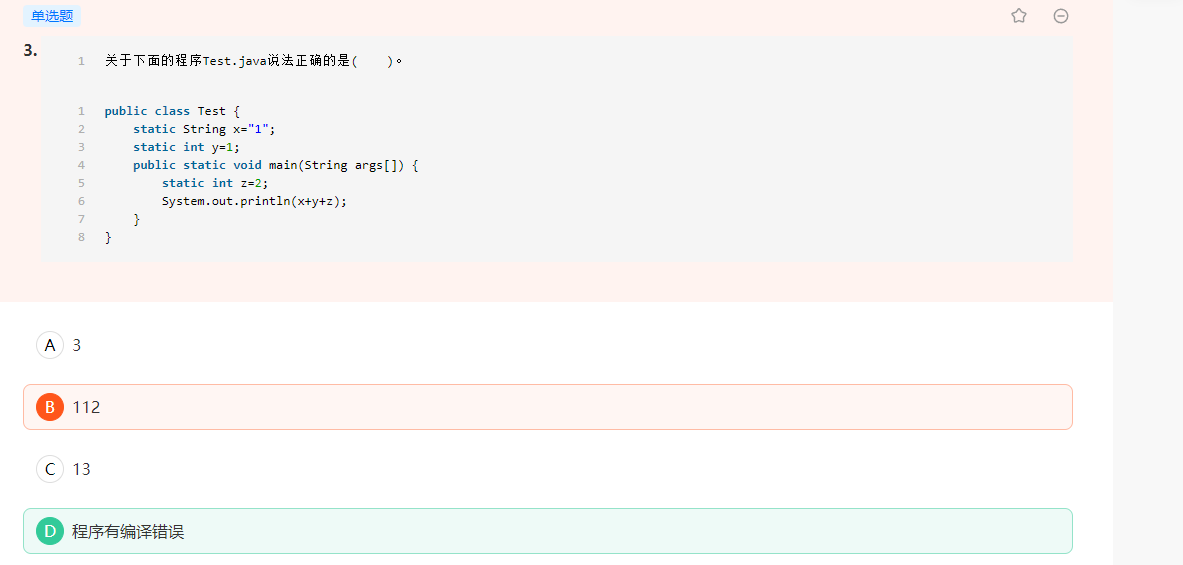 单选题
3.
1 关于下面的程序Test.java说法正确的是(    )。
1 public class Test {
2     static String x="1";
3     static int y=1;
4     public static void main(String args[]) {
5         static int z=2;
6         System.out.println(x+y+z);
7     }
8 }
A 3
B 112
C 13
D 程序有编译错误